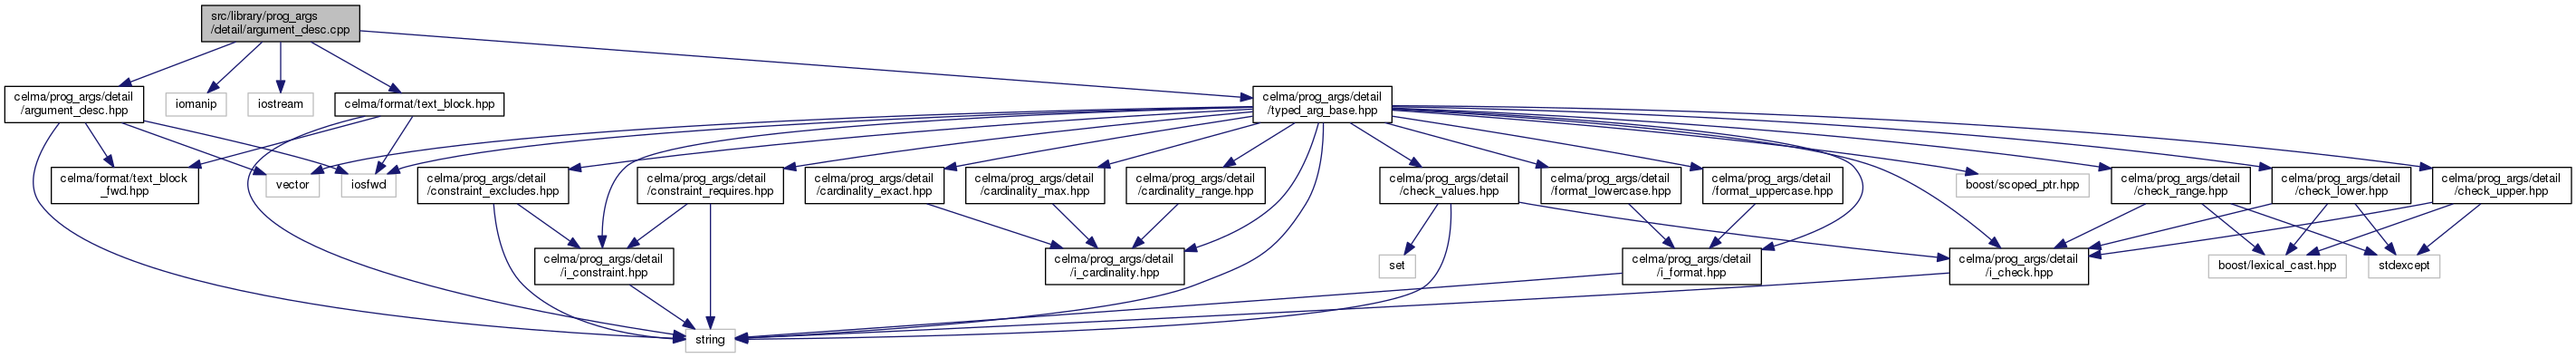 src/library/prog_args
/detail/argument_desc.cpp
celma/prog_args/detail
/argument_desc.hpp
iomanip
iostream
celma/format/text_block.hpp
celma/prog_args/detail
/typed_arg_base.hpp
celma/format/text_block
_fwd.hpp
vector
iosfwd
celma/prog_args/detail
/constraint_excludes.hpp
celma/prog_args/detail
/constraint_requires.hpp
celma/prog_args/detail
/cardinality_exact.hpp
celma/prog_args/detail
/cardinality_max.hpp
celma/prog_args/detail
/cardinality_range.hpp
celma/prog_args/detail
/check_values.hpp
celma/prog_args/detail
/format_lowercase.hpp
celma/prog_args/detail
/format_uppercase.hpp
boost/scoped_ptr.hpp
celma/prog_args/detail
/check_range.hpp
celma/prog_args/detail
/check_lower.hpp
celma/prog_args/detail
/check_upper.hpp
celma/prog_args/detail
/i_constraint.hpp
celma/prog_args/detail
/i_cardinality.hpp
set
celma/prog_args/detail
/i_format.hpp
celma/prog_args/detail
/i_check.hpp
boost/lexical_cast.hpp
stdexcept
string